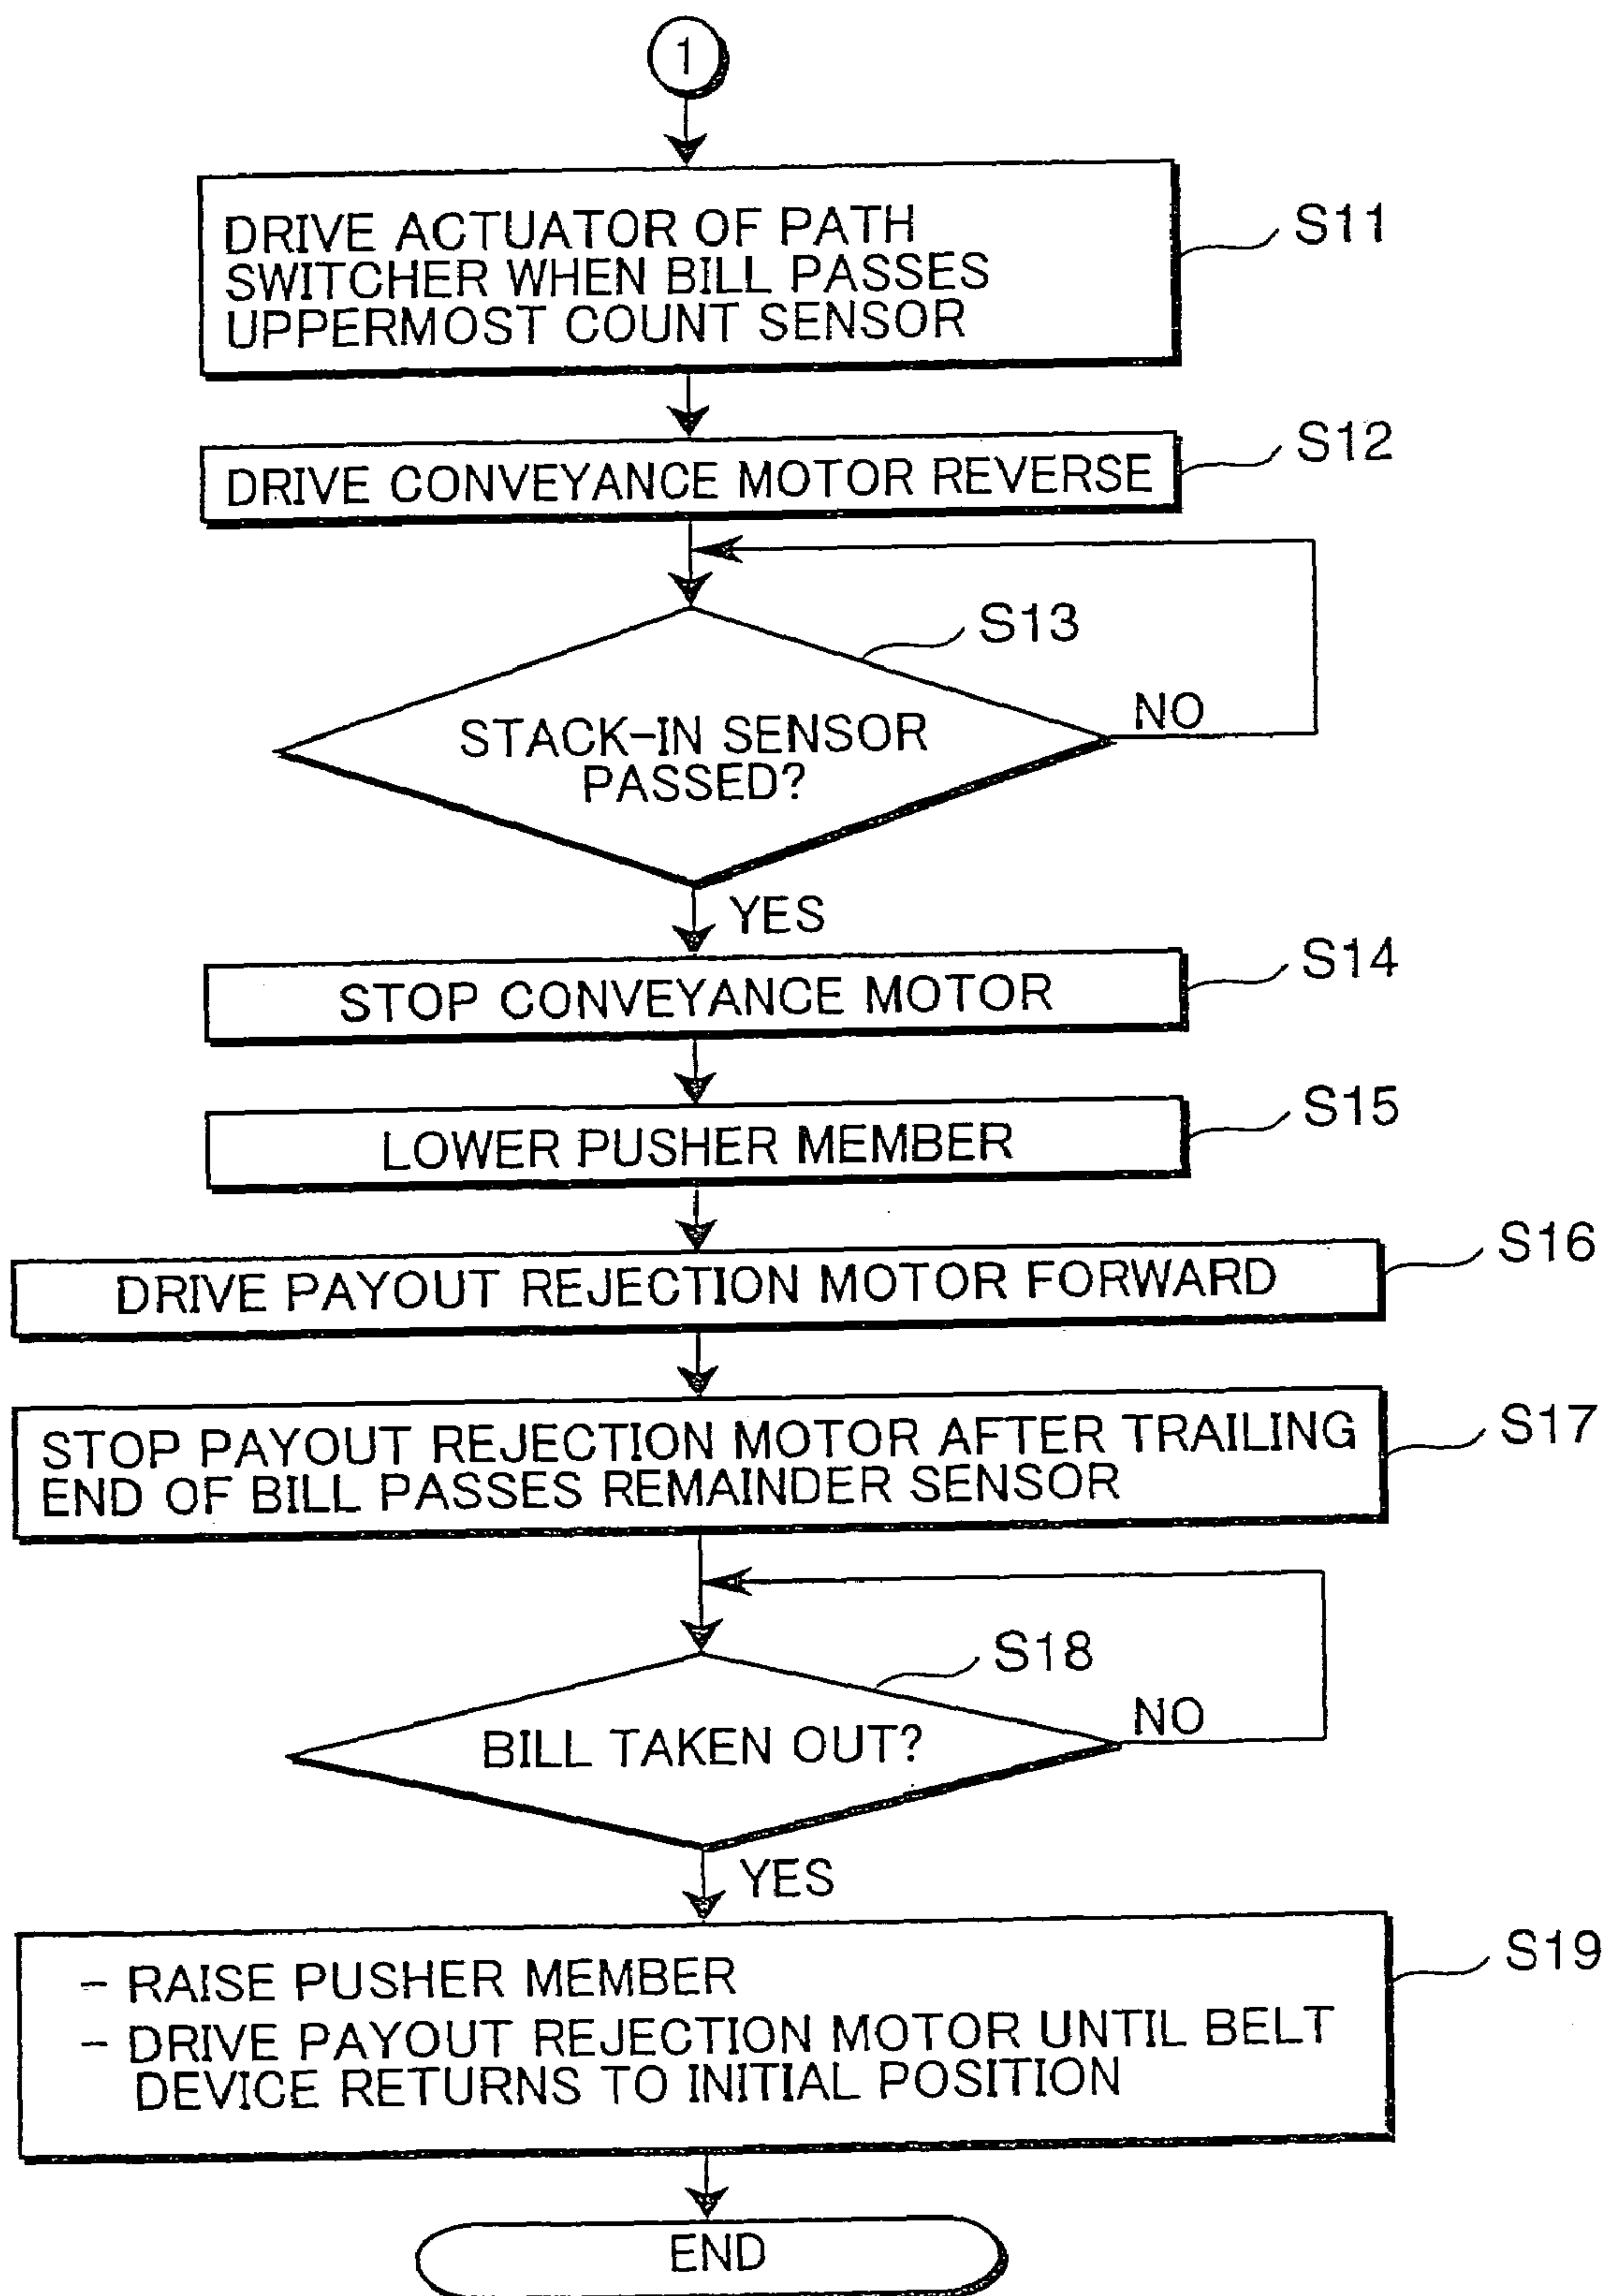 1
DRIVE ACTUATOR OF PATH
SWITCHER WHEN BILL PASSES
UPPERMOST COUNT SENSOR
S11
DRIVE CONVEYANCE MOTOR REVERSE
S12
S13
STACK-IN SENSOR
PASSED?
NO
YES
STOP CONVEYANCE MOTOR
S14
LOWER PUSHER MEMBER
S15
DRIVE PAYOUT REJECTION MOTOR FORWARD
S16
STOP PAYOUT REJECTION MOTOR AFTER TRAILING
END OF BILL PASSES REMAINDER SENSOR
S17
S18
BILL TAKEN OUT?
NO
YES
- RAISE PUSHER MEMBER
- DRIVE PAYOUT REJECTION MOTOR UNTIL BELT
DEVICE RETURNS TO INITIAL POSITION
S19
END